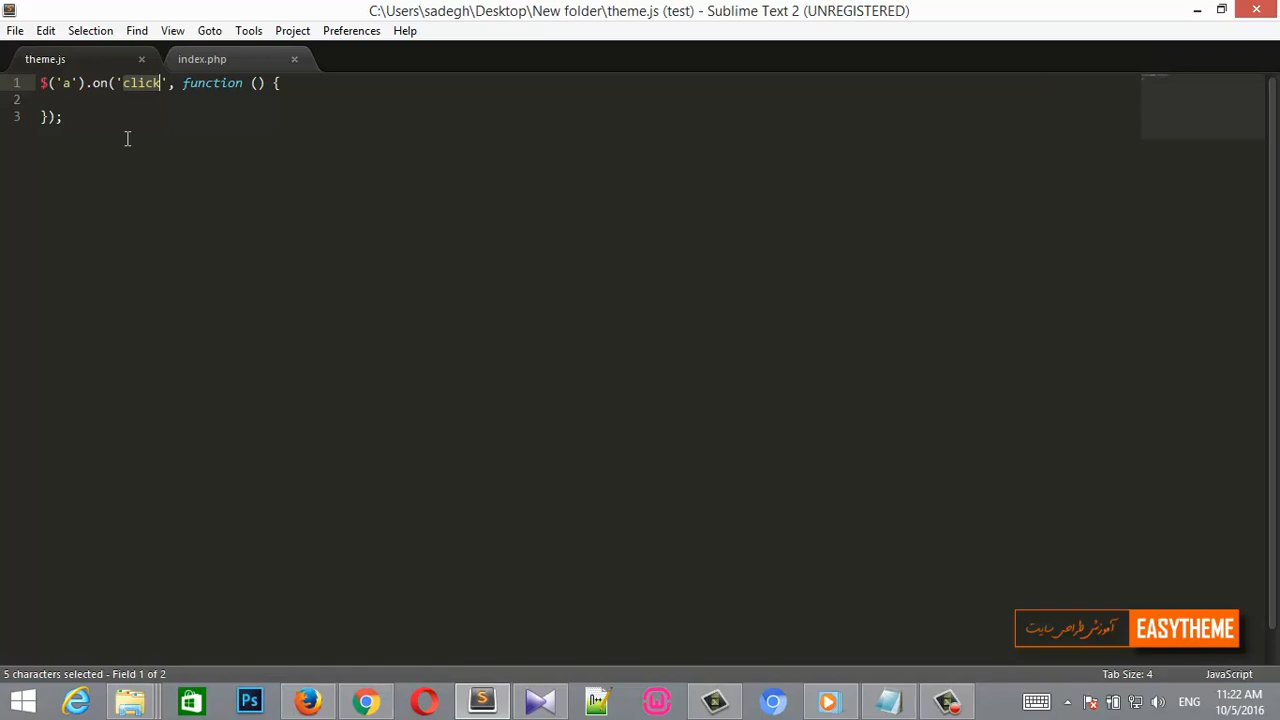 C:\Users\sadegh\Desktop\New folder\theme.js (test) - Sublime Text 2 (UNREGISTERED)
File Edit Selection Find View Goto Tools Project Preferences Help
theme.js index.php
1 $('a').on('click', function () {
2
3 });
آموزش طراحی سایت EASYTHEME
5 characters selected - Field 1 of 2 Tab Size: 4 JavaScript
Ps ENG 11:22 AM
10/5/2016